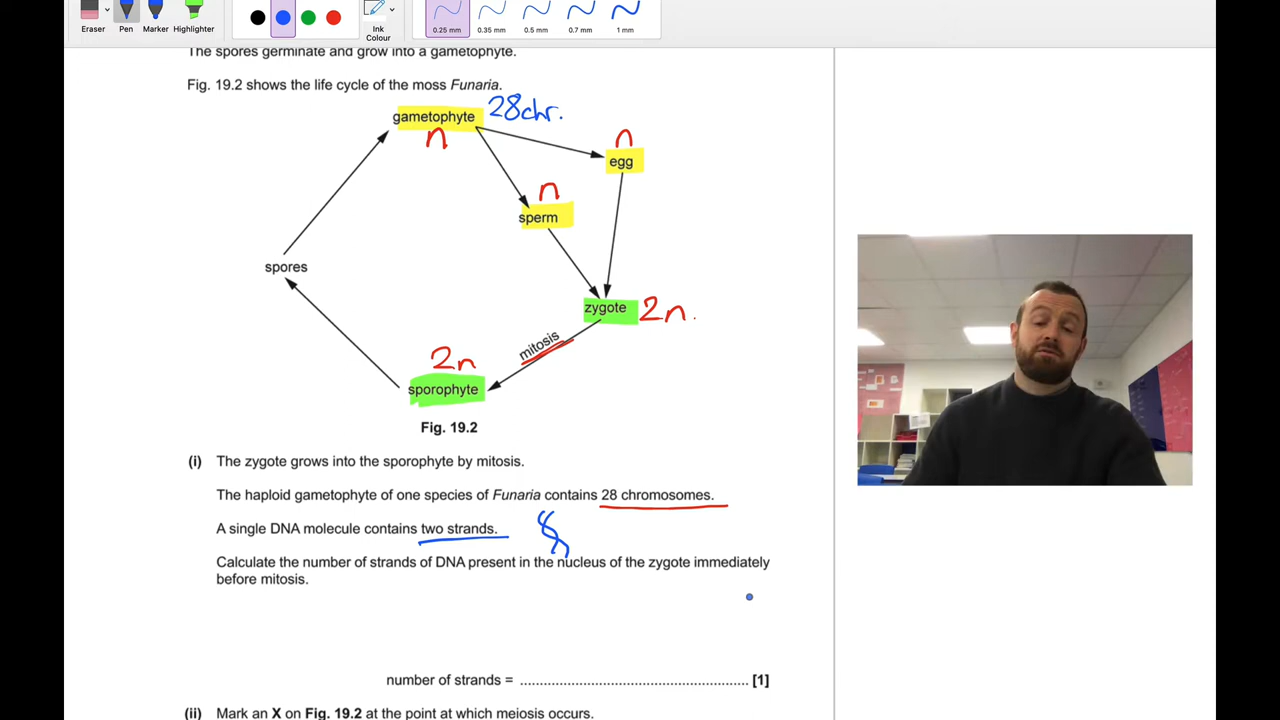 Eraser
Pen
Marker
Highlighter
Ink
Colour
0.25 mm
0.35 mm
0.5 mm
0.7 mm
1 mm
The spores germinate and grow into a gametophyte.
Fig. 19.2 shows the life cycle of the moss Funaria.
gametophyte
28chr.
n
n
egg
n
sperm
spores
zygote
2n.
mitosis
2n
sporophyte
Fig. 19.2
(i) The zygote grows into the sporophyte by mitosis.
The haploid gametophyte of one species of Funaria contains 28 chromosomes.
A single DNA molecule contains two strands.
Calculate the number of strands of DNA present in the nucleus of the zygote immediately
before mitosis.
number of strands = ........................................................... [1]
(ii) Mark an X on Fig. 19.2 at the point at which meiosis occurs.